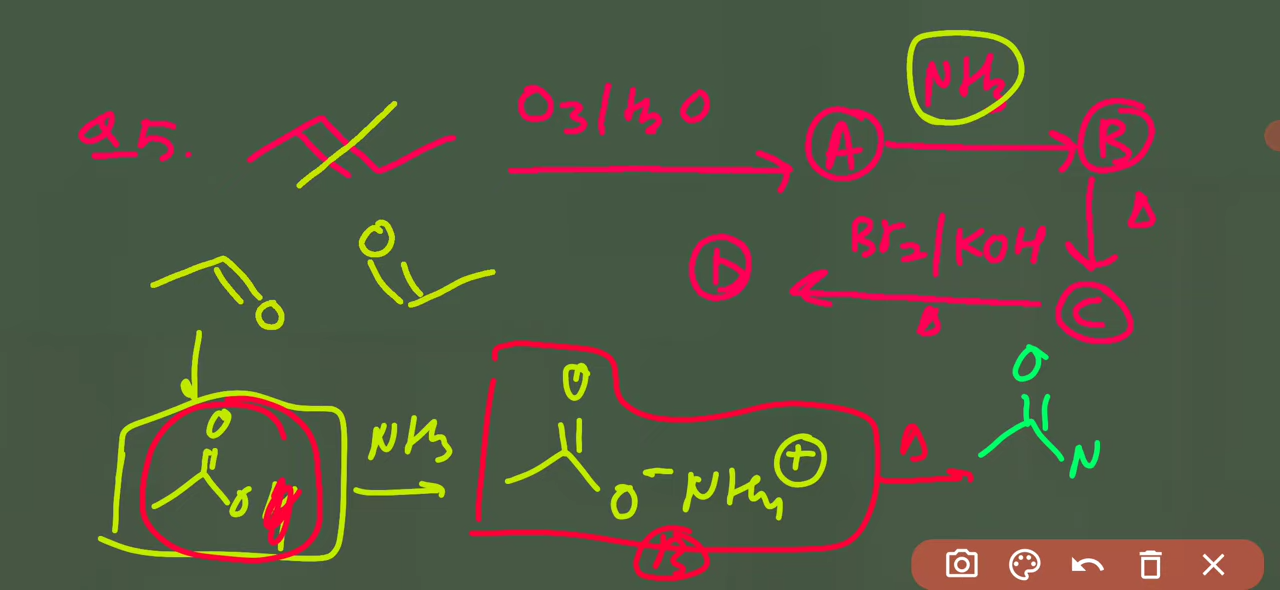 Q5.
O3/H2O
A
NH3
B
Δ
Br2/KOH
Δ
C
D
O
O
O
O
NH3
O
O⁻ NH4⁺
B
Δ
O
N